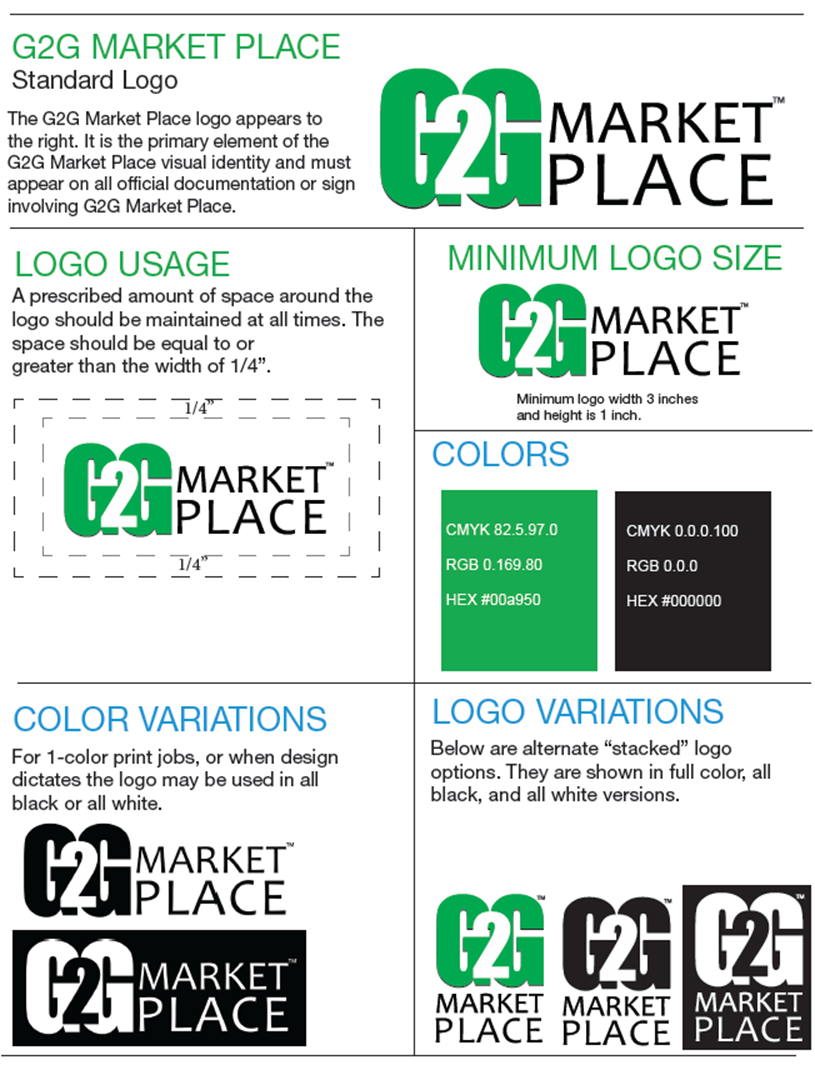 G2G MARKET PLACE
Standard Logo
The G2G Market Place logo appears to
the right. It is the primary element of the
G2G Market Place visual identity and must
appear on all official documentation or sign
involving G2G Market Place.
G2G MARKET™
PLACE
LOGO USAGE
A prescribed amount of space around the
logo should be maintained at all times. The
space should be equal to or
greater than the width of 1/4”.
1/4”
G2G MARKET™
PLACE
1/4”
MINIMUM LOGO SIZE
G2G MARKET™
PLACE
Minimum logo width 3 inches
and height is 1 inch.
COLORS
CMYK 82.5.97.0
RGB 0.169.80
HEX #00a950
CMYK 0.0.0.100
RGB 0.0.0
HEX #000000
COLOR VARIATIONS
For 1-color print jobs, or when design
dictates the logo may be used in all
black or all white.
G2G MARKET™
PLACE
G2G MARKET™
PLACE
LOGO VARIATIONS
Below are alternate “stacked” logo
options. They are shown in full color, all
black, and all white versions.
G2G™
MARKET
PLACE
G2G™
MARKET
PLACE
G2G™
MARKET
PLACE